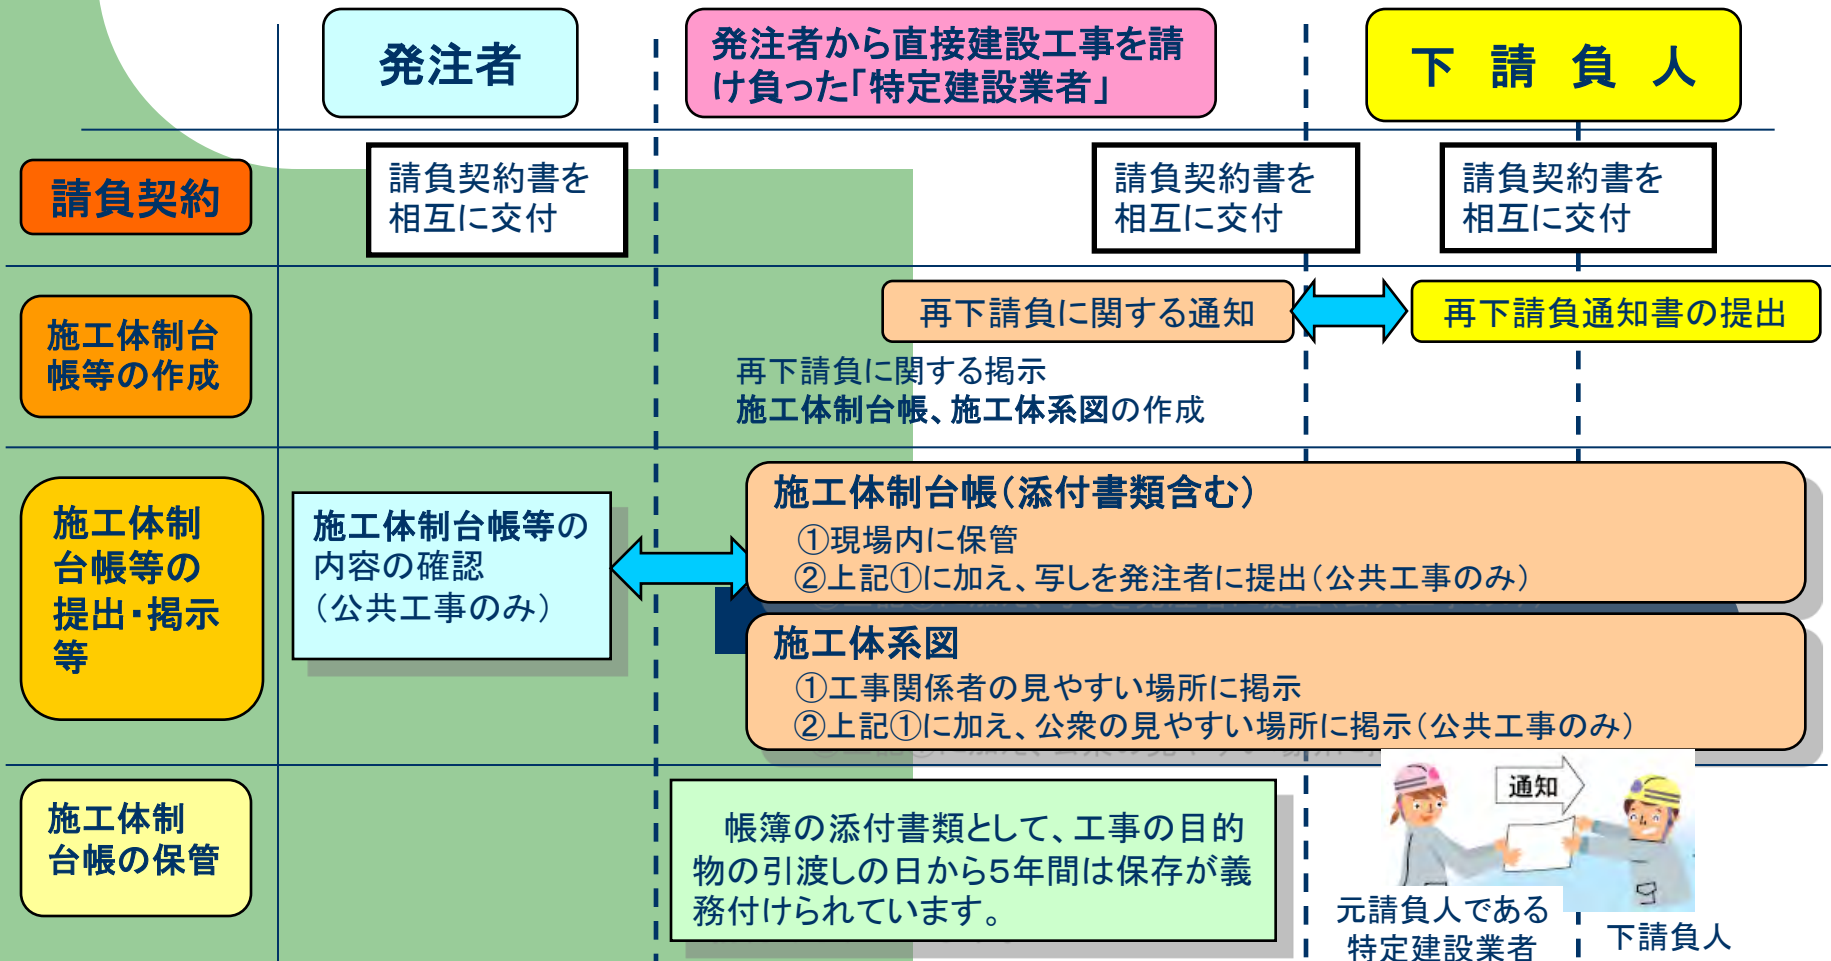 発注者
発注者から直接建設工事を請
け負った「特定建設業者」
下請負人
請負契約
請負契約書を
相互に交付
請負契約書を
相互に交付
請負契約書を
相互に交付
施工体制台
帳等の作成
再下請負に関する通知
再下請負通知書の提出
再下請負に関する掲示
施工体制台帳、施工体系図の作成
施工体制
台帳等の
提出・掲示
等
施工体制台帳等の
内容の確認
（公共工事のみ）
施工体制台帳（添付書類含む）
①現場内に保管
②上記①に加え、写しを発注者に提出（公共工事のみ）
施工体系図
①工事関係者の見やすい場所に掲示
②上記①に加え、公衆の見やすい場所に掲示（公共工事のみ）
施工体制
台帳の保管
帳簿の添付書類として、工事の目的
物の引渡しの日から5年間は保存が義
務付けられています。
通知
元請負人である
特定建設業者
下請負人